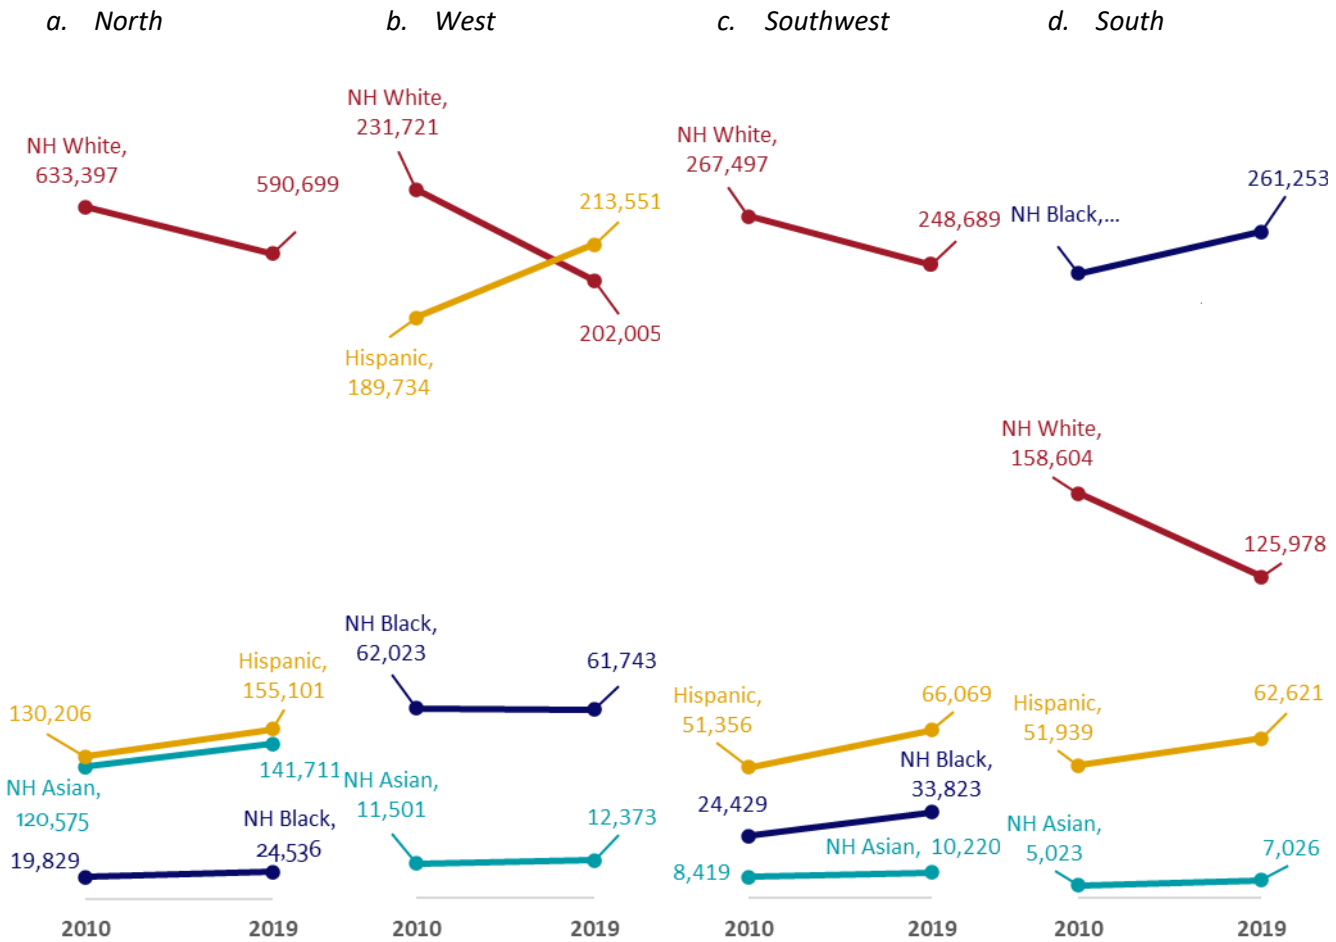 a. North
b. West
c. Southwest
d. South
NH White,
633,397
590,699
130,206
Hispanic,
155,101
NH Asian,
120,575
141,711
19,829
NH Black,
24,536
2010
2019
NH White,
231,721
213,551
Hispanic,
189,734
202,005
NH Black,
62,023
61,743
NH Asian,
11,501
12,373
2010
2019
NH White,
267,497
248,689
Hispanic,
51,356
66,069
24,429
NH Black,
33,823
8,419
NH Asian, 10,220
2010
2019
NH Black,...
261,253
NH White,
158,604
125,978
Hispanic,
51,939
62,621
NH Asian,
5,023
7,026
2010
2019